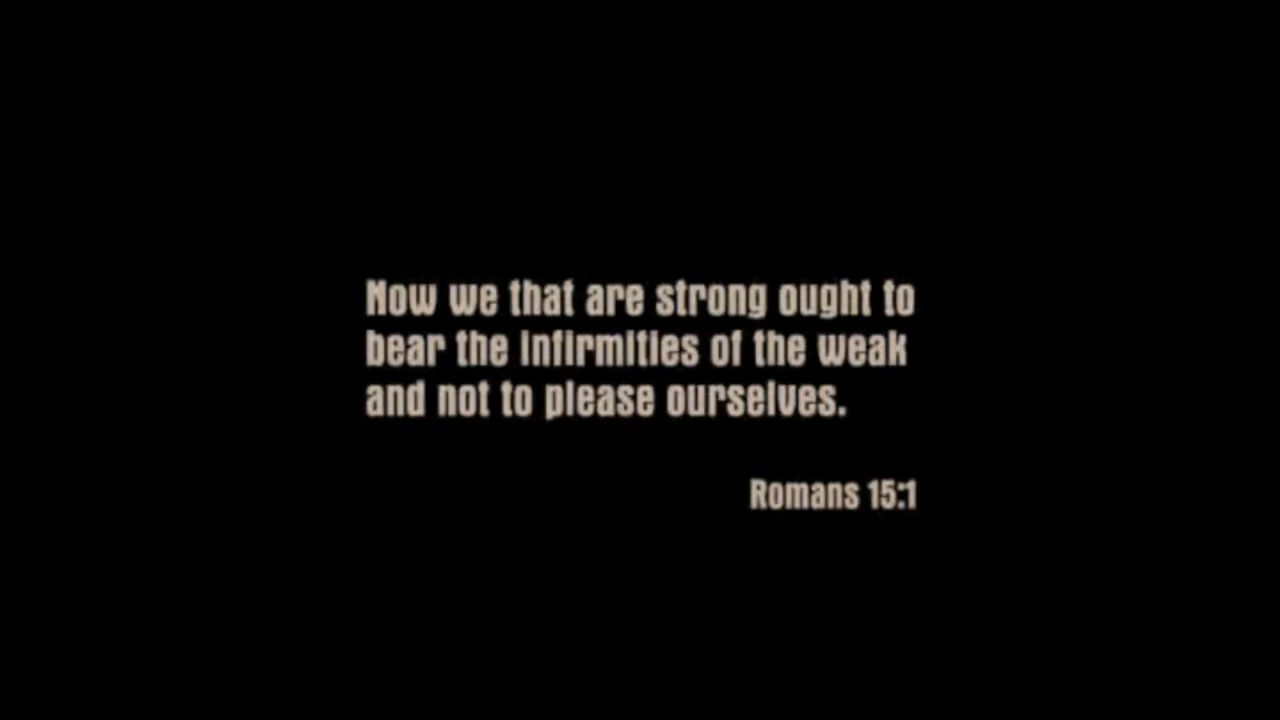 Now we that are strong ought to
bear the infirmities of the weak
and not to please ourselves.
Romans 15:1